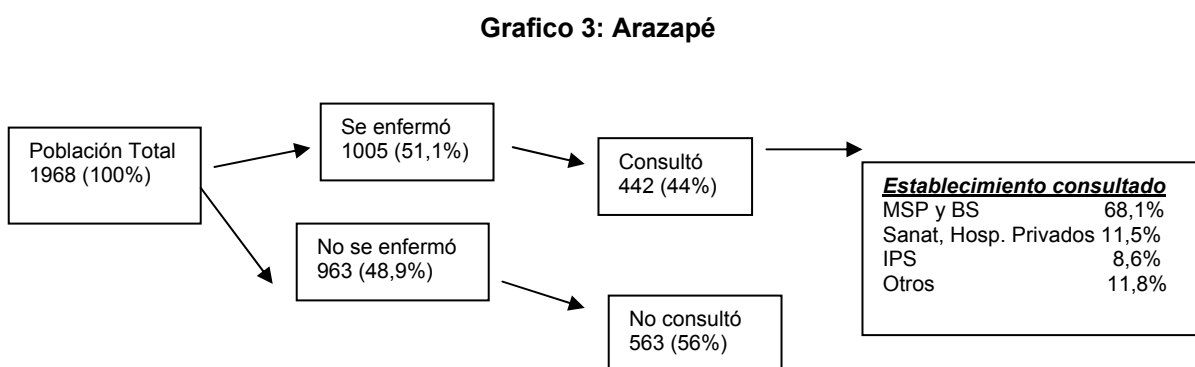 Grafico 3: Arazapé
Población Total
1968 (100%)
Se enfermó
1005 (51,1%)
No se enfermó
963 (48,9%)
Consultó
442 (44%)
No consultó
563 (56%)
Establecimiento consultado
MSP y BS 68,1%
Sanat, Hosp. Privados 11,5%
IPS 8,6%
Otros 11,8%